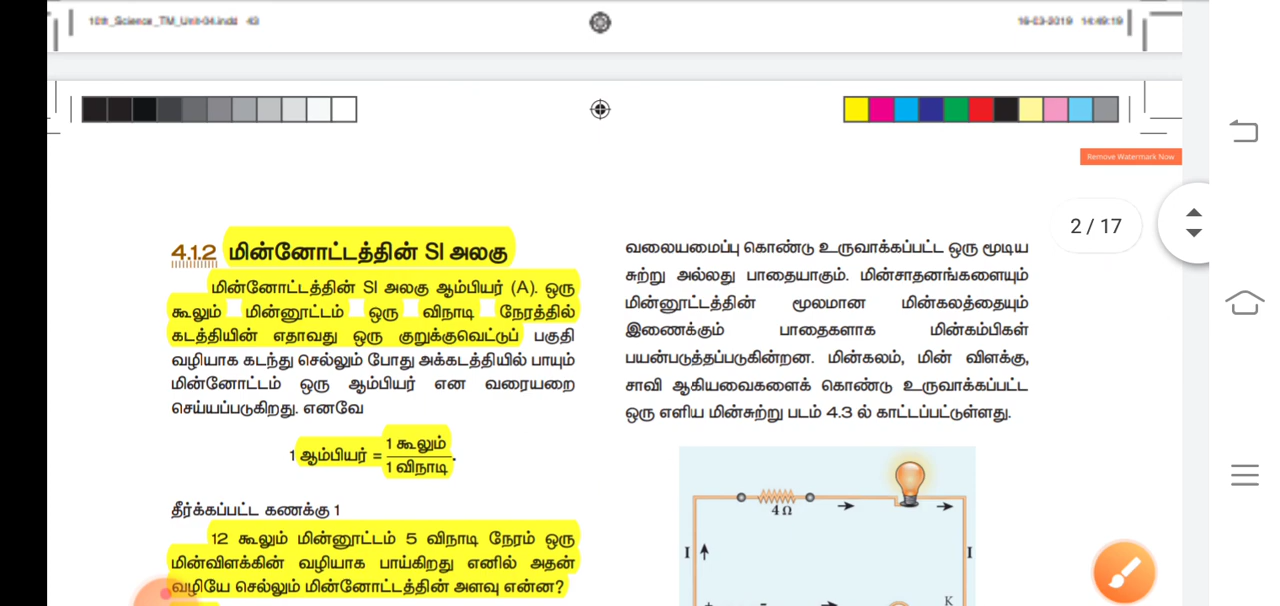 10th_Science_TM_Unit-04.indd 43
16-03-2019 14:49:19
Remove Watermark Now
2 / 17
4.1.2 மின்னோட்டத்தின் SI அலகு
மின்னோட்டத்தின் SI அலகு ஆம்பியர் (A). ஒரு
கூலும் மின்னூட்டம் ஒரு விநாடி நேரத்தில்
கடத்தியின் எதாவது ஒரு குறுக்குவெட்டுப் பகுதி
வழியாக கடந்து செல்லும் போது அக்கடத்தியில் பாயும்
மின்னோட்டம் ஒரு ஆம்பியர் என வரையறை
செய்யப்படுகிறது. எனவே
1 ஆம்பியர் = 1 கூலும்
1 விநாடி.
தீர்க்கப்பட்ட கணக்கு 1
12 கூலும் மின்னூட்டம் 5 விநாடி நேரம் ஒரு
மின்விளக்கின் வழியாக பாய்கிறது எனில் அதன்
வழியே செல்லும் மின்னோட்டத்தின் அளவு என்ன?
வலையமைப்பு கொண்டு உருவாக்கப்பட்ட ஒரு மூடிய
சுற்று அல்லது பாதையாகும். மின்சாதனங்களையும்
மின்னூட்டத்தின் மூலமான மின்கலத்தையும்
இணைக்கும் பாதைகளாக மின்கம்பிகள்
பயன்படுத்தப்படுகின்றன. மின்கலம், மின் விளக்கு,
சாவி ஆகியவைகளைக் கொண்டு உருவாக்கப்பட்ட
ஒரு எளிய மின்சுற்று படம் 4.3 ல் காட்டப்பட்டுள்ளது.
4 Ω
I
I
K